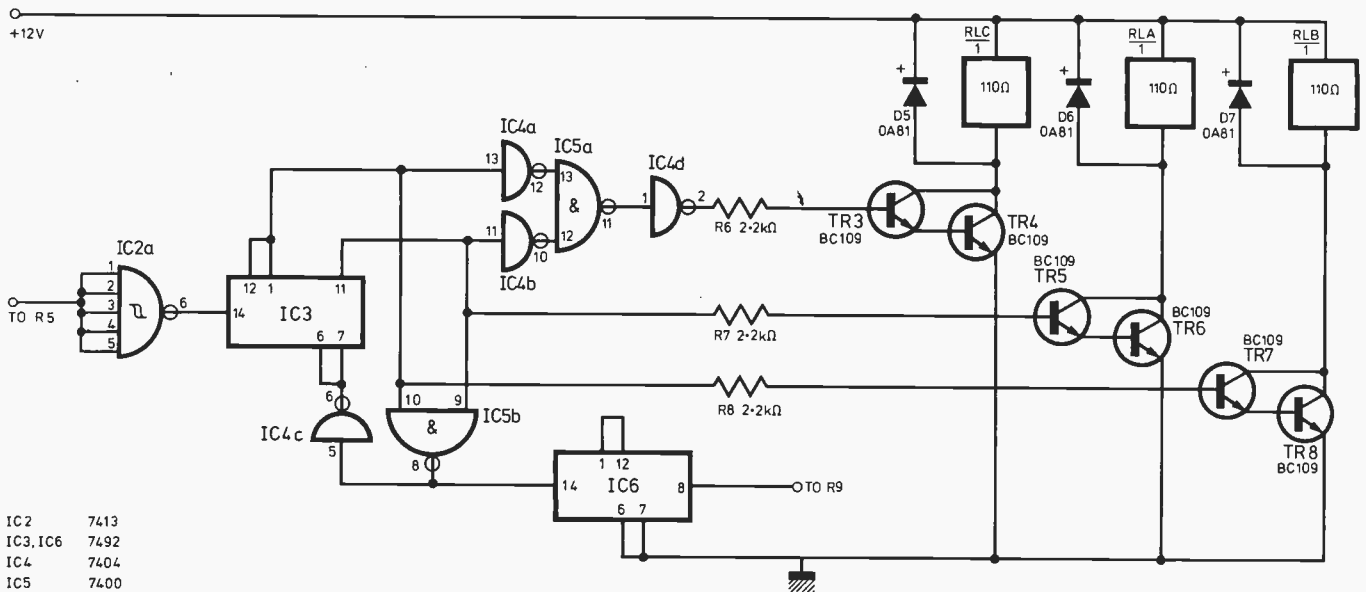 +12V
RLC
1
RLA
1
RLB
1
+
+
+
110Ω
110Ω
110Ω
D5
OA81
D6
OA81
D7
OA81
IC4a
13
12
IC5a
13
&
12
11
IC4d
1
2
R6 2·2kΩ
TR3
BC109
TR4
BC109
11
10
IC4b
IC2a
1
2
3
4
5
6
TO R5
12
1
11
14
IC3
6
7
R7 2·2kΩ
BC109
TR5
BC109
TR6
BC109
TR7
R8 2·2kΩ
TR8
BC109
6
IC4c
5
10
9
IC5b
&
8
1
12
14
IC6
8
6
7
TO R9
IC2 7413
IC3, IC6 7492
IC4 7404
IC5 7400